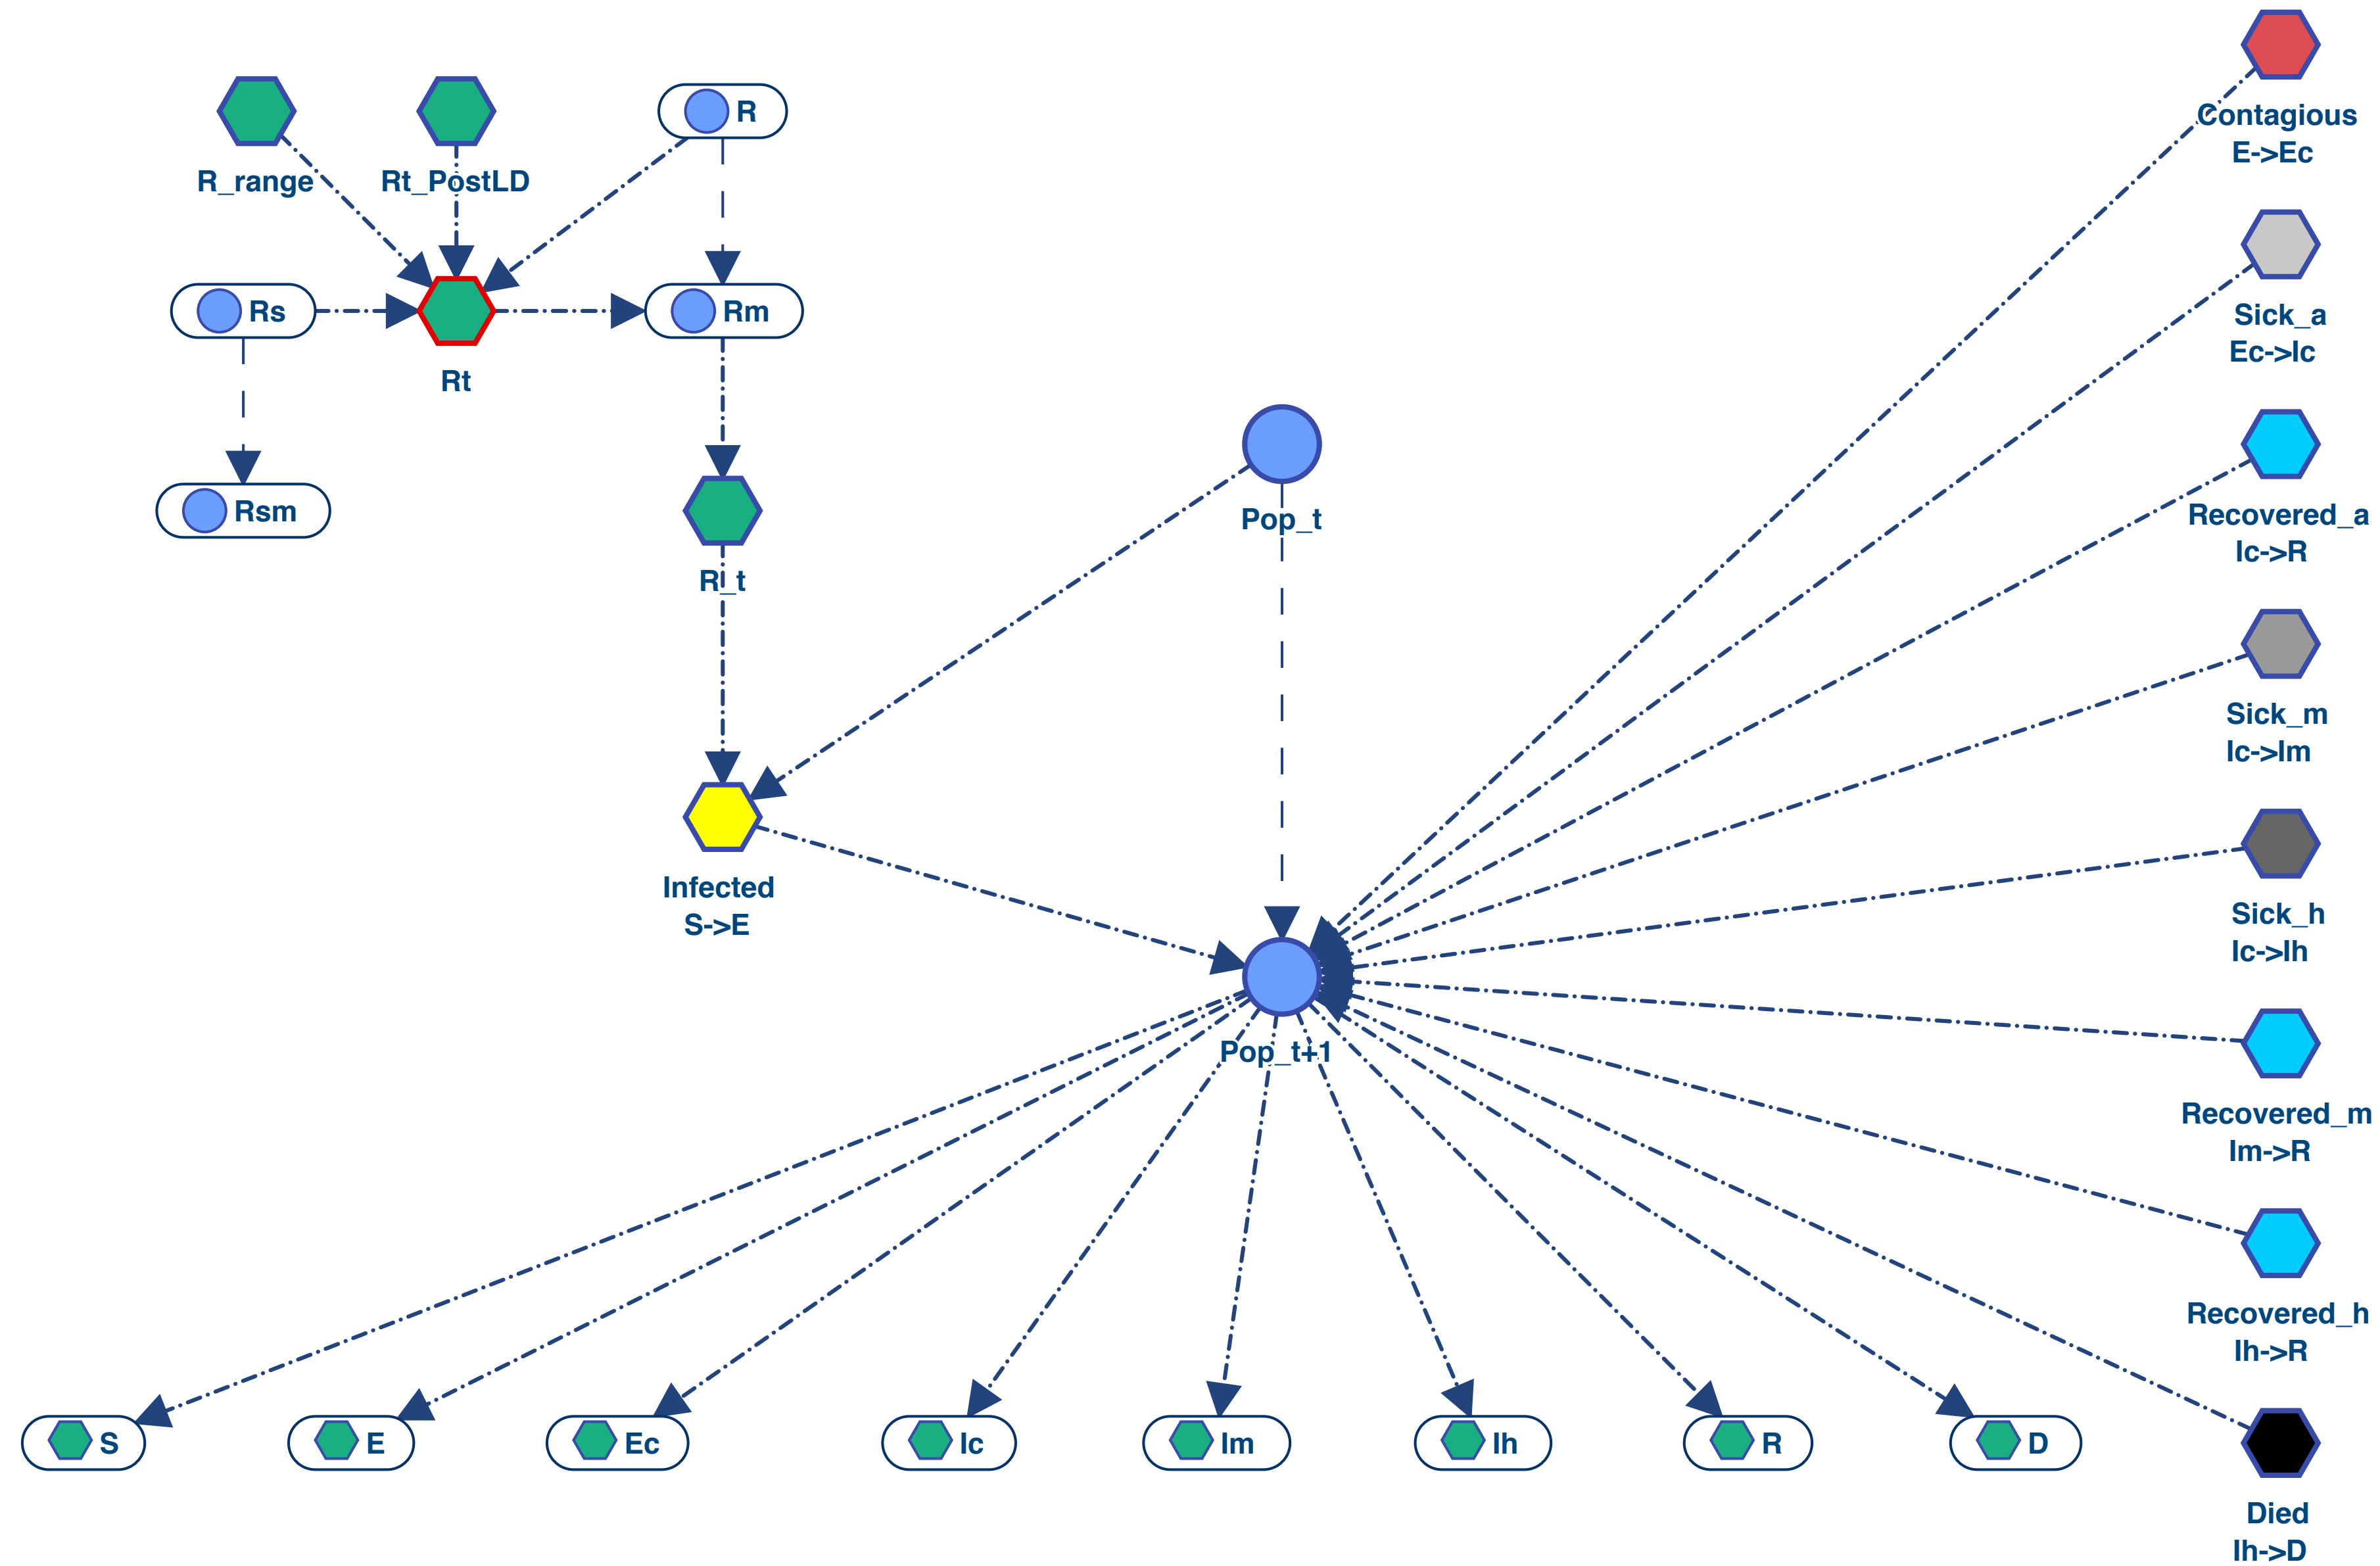 Contagious
E->Ec
R
R_range
Rt_PostLD
Sick_a
Ec->Ic
Rs
Rm
Rt
Recovered_a
Ic->R
Rsm
Pop_t
R_t
Sick_m
Ic->Im
Infected
S->E
Sick_h
Ic->Ih
Pop_t+1
Recovered_m
Im->R
Recovered_h
Ih->R
S
E
Ec
Ic
Im
Ih
R
D
Died
Ih->D